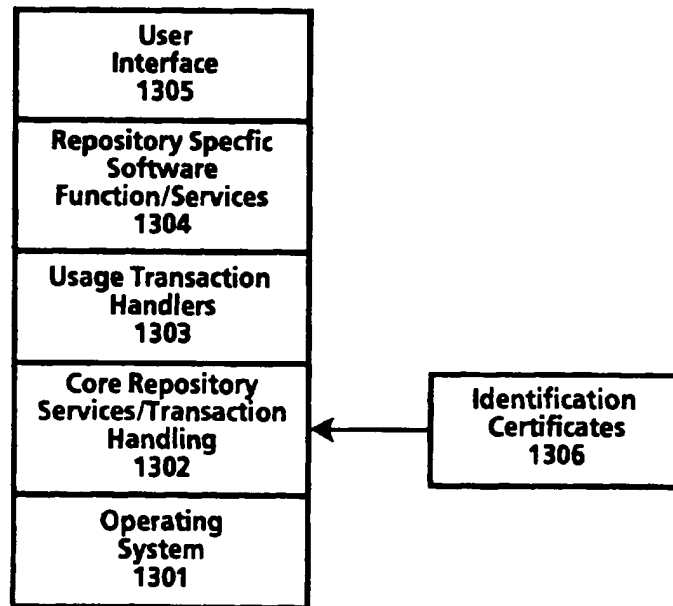 User
Interface
1305
Repository Specfic
Software
Function/Services
1304
Usage Transaction
Handlers
1303
Core Repository
Services/Transaction
Handling
1302
Identification
Certificates
1306
Operating
System
1301